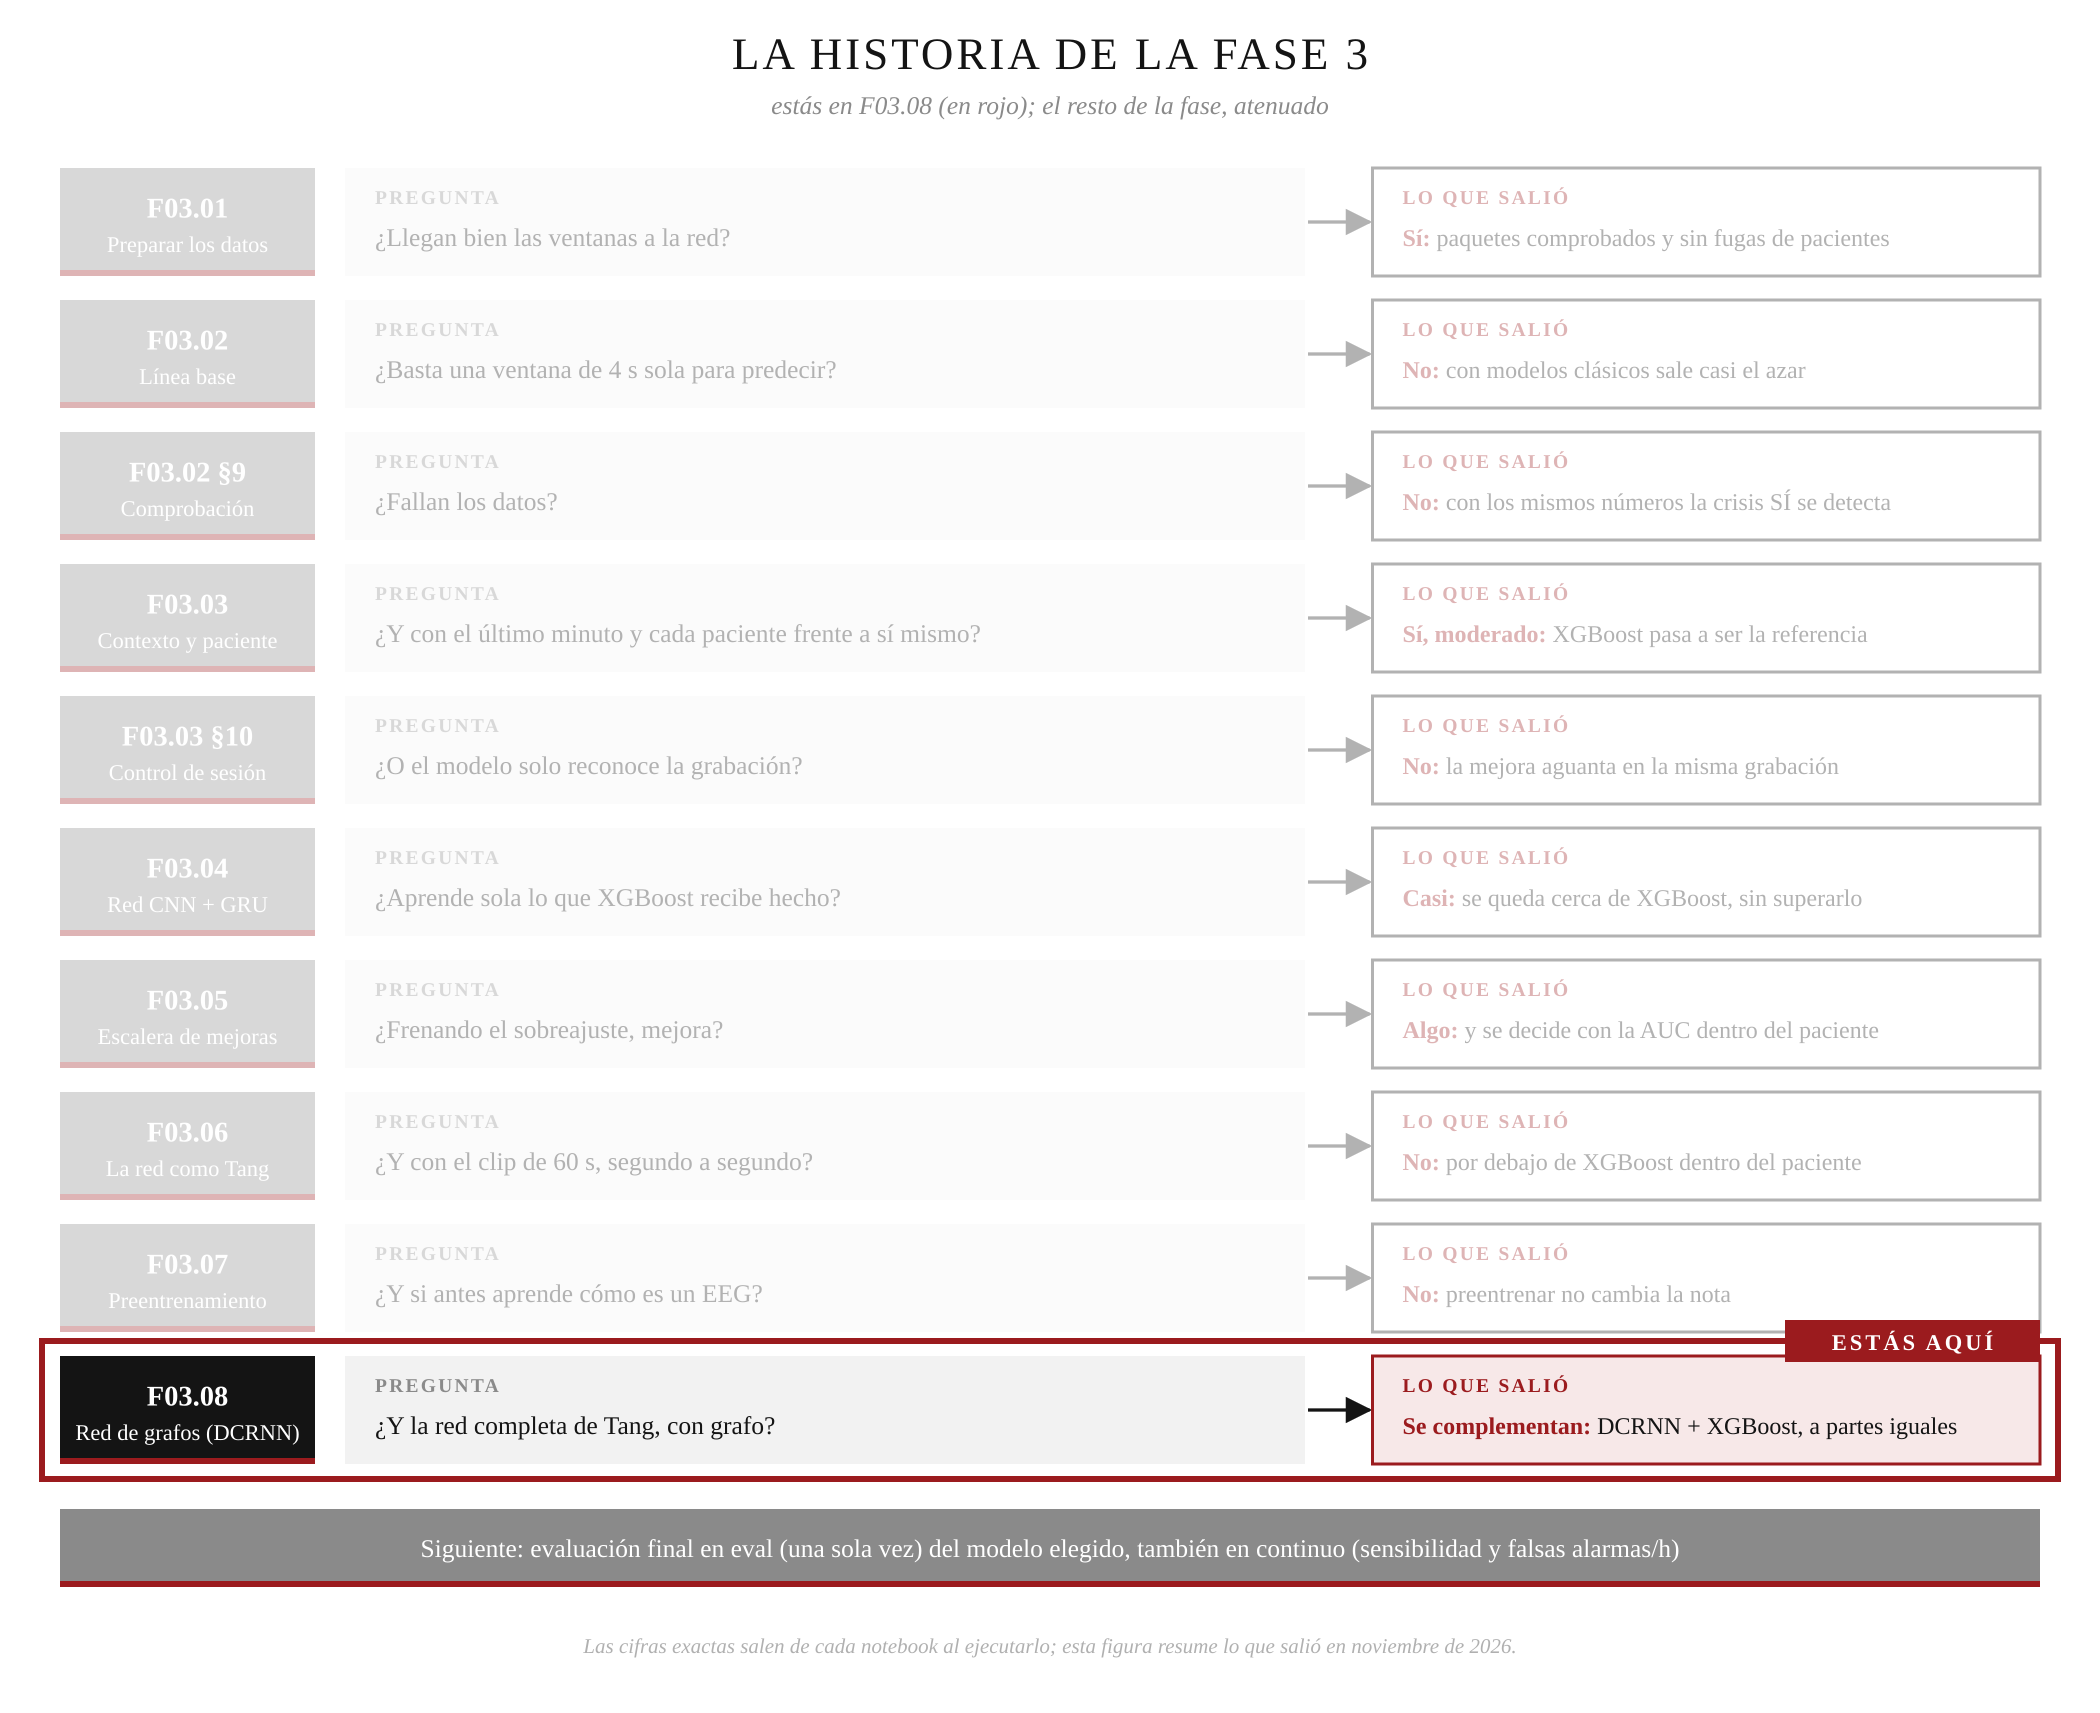 LA HISTORIA DE LA FASE 3
estás en F03.08 (en rojo); el resto de la fase, atenuado
F03.01
Preparar los datos
PREGUNTA
¿Llegan bien las ventanas a la red?
LO QUE SALIÓ
Sí: paquetes comprobados y sin fugas de pacientes
F03.02
Línea base
PREGUNTA
¿Basta una ventana de 4 s sola para predecir?
LO QUE SALIÓ
No: con modelos clásicos sale casi el azar
F03.02 §9
Comprobación
PREGUNTA
¿Fallan los datos?
LO QUE SALIÓ
No: con los mismos números la crisis SÍ se detecta
F03.03
Contexto y paciente
PREGUNTA
¿Y con el último minuto y cada paciente frente a sí mismo?
LO QUE SALIÓ
Sí, moderado: XGBoost pasa a ser la referencia
F03.03 §10
Control de sesión
PREGUNTA
¿O el modelo solo reconoce la grabación?
LO QUE SALIÓ
No: la mejora aguanta en la misma grabación
F03.04
Red CNN + GRU
PREGUNTA
¿Aprende sola lo que XGBoost recibe hecho?
LO QUE SALIÓ
Casi: se queda cerca de XGBoost, sin superarlo
F03.05
Escalera de mejoras
PREGUNTA
¿Frenando el sobreajuste, mejora?
LO QUE SALIÓ
Algo: y se decide con la AUC dentro del paciente
F03.06
La red como Tang
PREGUNTA
¿Y con el clip de 60 s, segundo a segundo?
LO QUE SALIÓ
No: por debajo de XGBoost dentro del paciente
F03.07
Preentrenamiento
PREGUNTA
¿Y si antes aprende cómo es un EEG?
LO QUE SALIÓ
No: preentrenar no cambia la nota
ESTÁS AQUÍ
F03.08
Red de grafos (DCRNN)
PREGUNTA
¿Y la red completa de Tang, con grafo?
LO QUE SALIÓ
Se complementan: DCRNN + XGBoost, a partes iguales
Siguiente: evaluación final en eval (una sola vez) del modelo elegido, también en continuo (sensibilidad y falsas alarmas/h)
Las cifras exactas salen de cada notebook al ejecutarlo; esta figura resume lo que salió en noviembre de 2026.